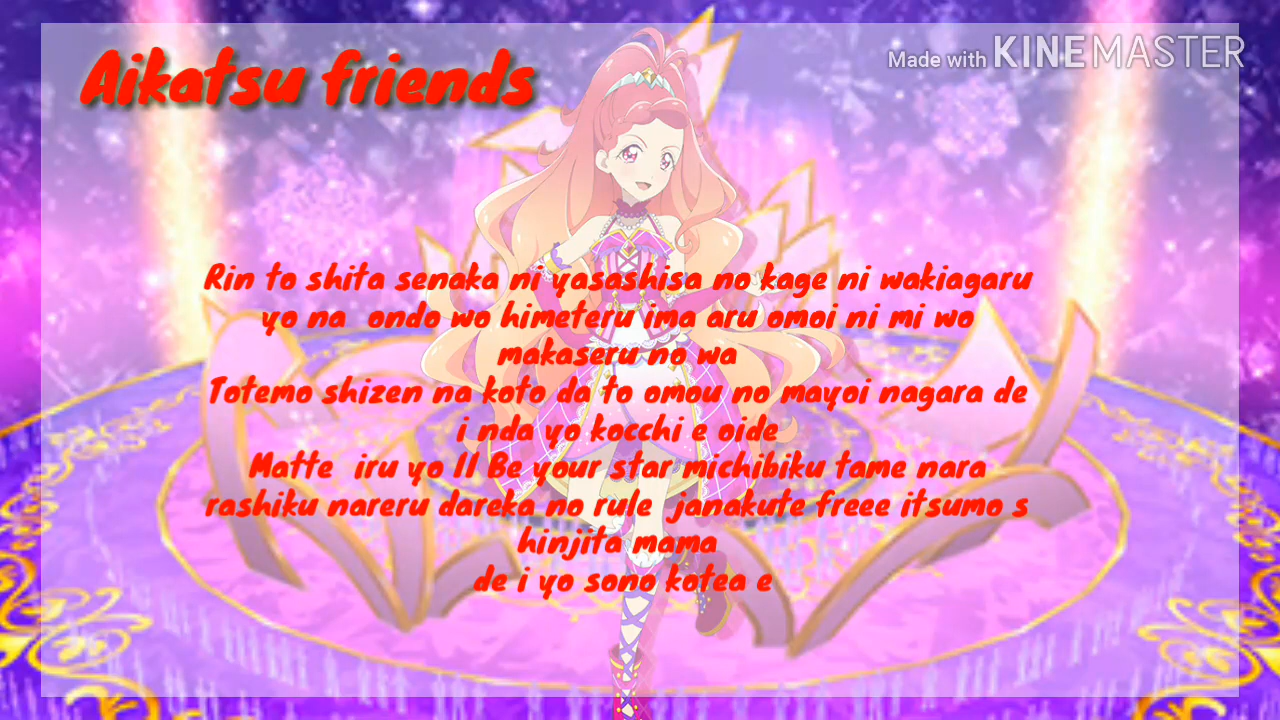 Aikatsu friends
Made with KINEMASTER
Rin to shita senaka ni yasashisa no kage ni wakiagaru
yo na ondo wo himeteru ima aru omoi ni mi wo
makaseru no wa
Totemo shizen na koto da to omou no mayoi nagara de
i nda yo kocchi e oide
Matte iru yo ll Be your star michibiku tame nara
rashiku nareru dareka no rule janakute freee itsumo s
hinjita mama
de i yo sono kotea e